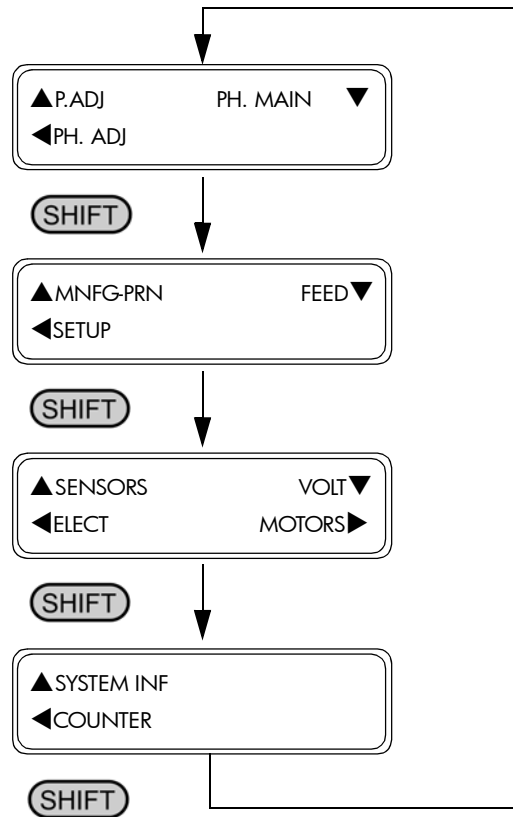 ▲P.ADJ PH. MAIN ▼
◀PH. ADJ
SHIFT
▲MNFG-PRN FEED▼
◀SETUP
SHIFT
▲SENSORS VOLT▼
◀ELECT MOTORS▶
SHIFT
▲SYSTEM INF
◀COUNTER
SHIFT